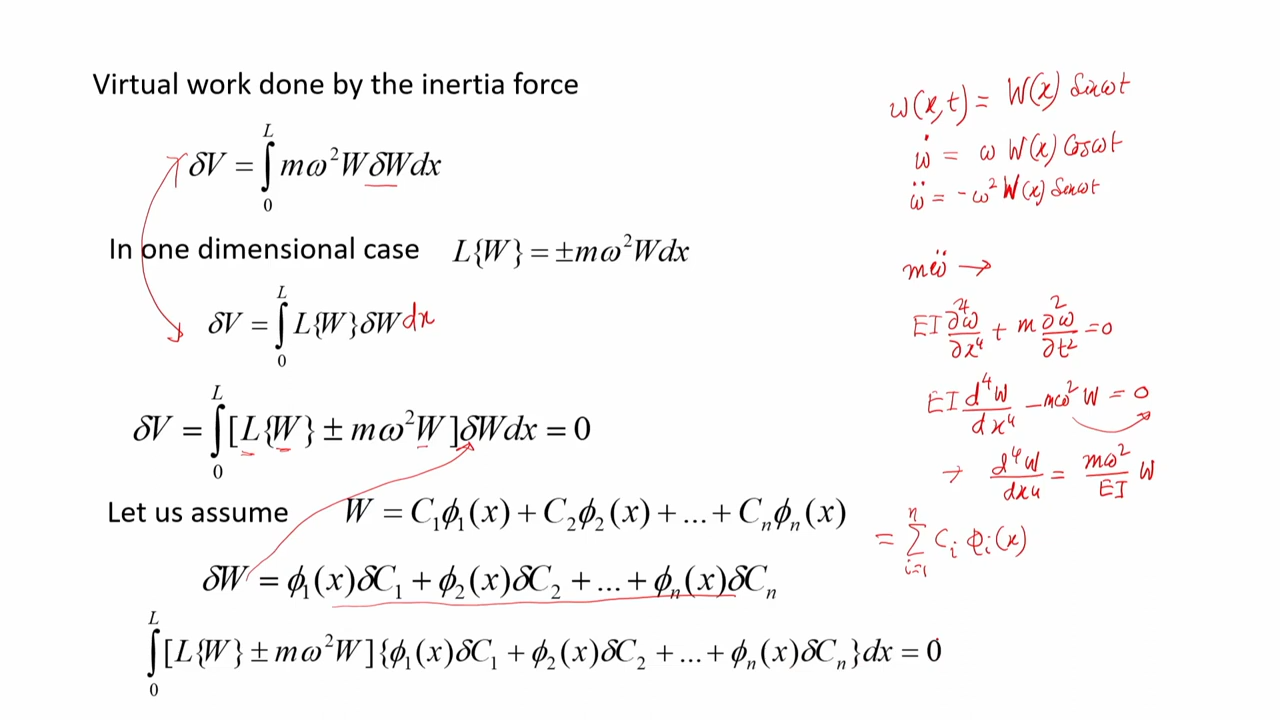 Virtual work done by the inertia force
δV = ∫₀ᴸ mω²WδWdx
In one dimensional case L{W} = ±mω²Wdx
δV = ∫₀ᴸ L{W}δW dx
δV = ∫₀ᴸ [L{W} ± mω²W]δWdx = 0
Let us assume W = C₁ϕ₁(x) + C₂ϕ₂(x) + ... + Cₙϕₙ(x)
= Σᵢ₌₁ⁿ Cᵢ ϕᵢ(x)
δW = ϕ₁(x)δC₁ + ϕ₂(x)δC₂ + ... + ϕₙ(x)δCₙ
∫₀ᴸ [L{W} ± mω²W]{ϕ₁(x)δC₁ + ϕ₂(x)δC₂ + ... + ϕₙ(x)δCₙ}dx = 0
w(x,t) = W(x) Sinωt
ẇ = ω W(x) Cosωt
ẅ = -ω² W(x) Sinωt
mẅ →
EI ∂⁴w/∂x⁴ + m ∂²w/∂t² = 0
EI d⁴W/dx⁴ - mω² W = 0
→ d⁴W/dx⁴ = mω²/EI W